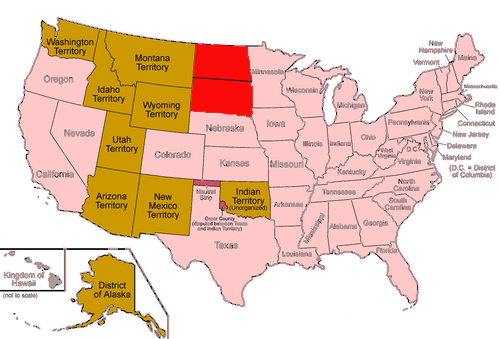 New
Hampshire
Washington
Territory
Montana
Territory
Vermont
Maine
Minnesota
Oregon
Idaho
Territory
Wisconsin
Massachusetts
New
York
Michigan
Wyoming
Territory
Rhode
Island
Connecticut
Iowa
Pennsylvania
New Jersey
Nebraska
Nevada
Utah
Territory
Illinois
Indiana
Ohio
Delaware
Maryland
(D.C. = District
of Columbia)
D.C.
West
Virginia
Virginia
Colorado
Kansas
Missouri
California
Kentucky
North
Carolina
Tennessee
South
Carolina
Neutral
Strip
Indian
Territory
(Unorganized)
Arizona
Territory
New
Mexico
Territory
Arkansas
Greer County
(disputed between Texas
and Indian Territory)
Mississippi
Alabama
Georgia
Texas
Louisiana
Florida
Kingdom of
Hawaii
(not to scale)
District
of Alaska